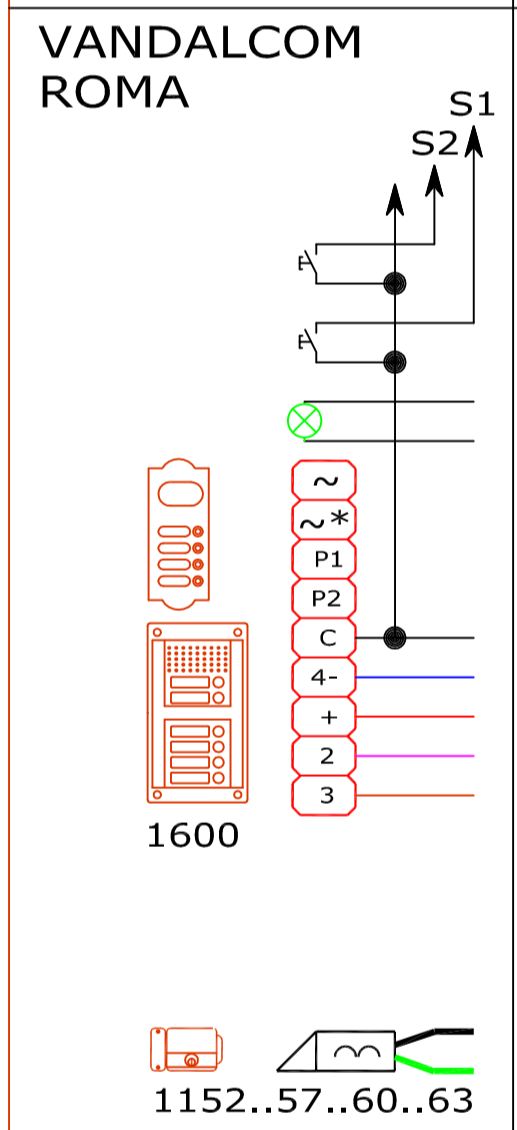 VANDALCOM
ROMA
S1
S2
~
~*
P1
P2
C
4-
+
2
3
1600
1152..57..60..63